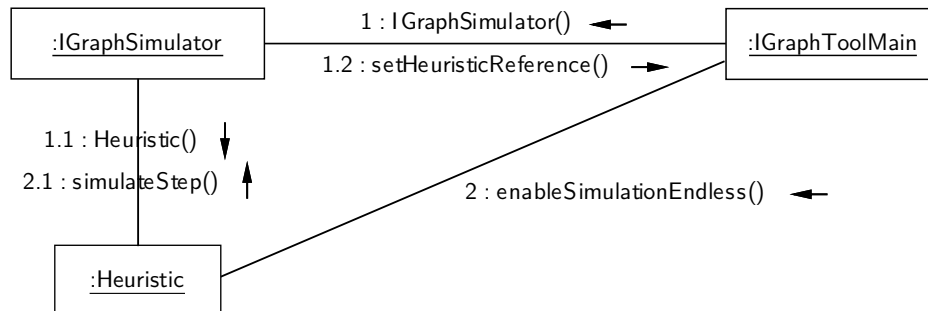 1 : IGraphSimulator()
:IGraphSimulator
:IGraphToolMain
1.2 : setHeuristicReference()
1.1 : Heuristic()
2.1 : simulateStep()
2 : enableSimulationEndless()
:Heuristic